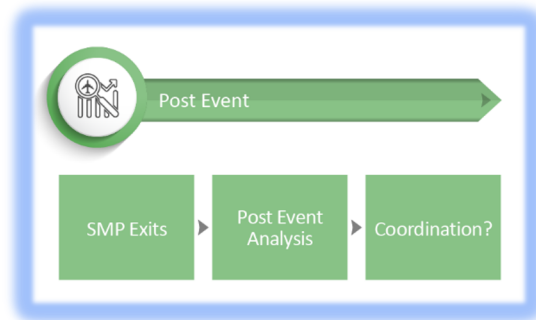 Post Event
SMP Exits
Post Event
Analysis
Coordination?